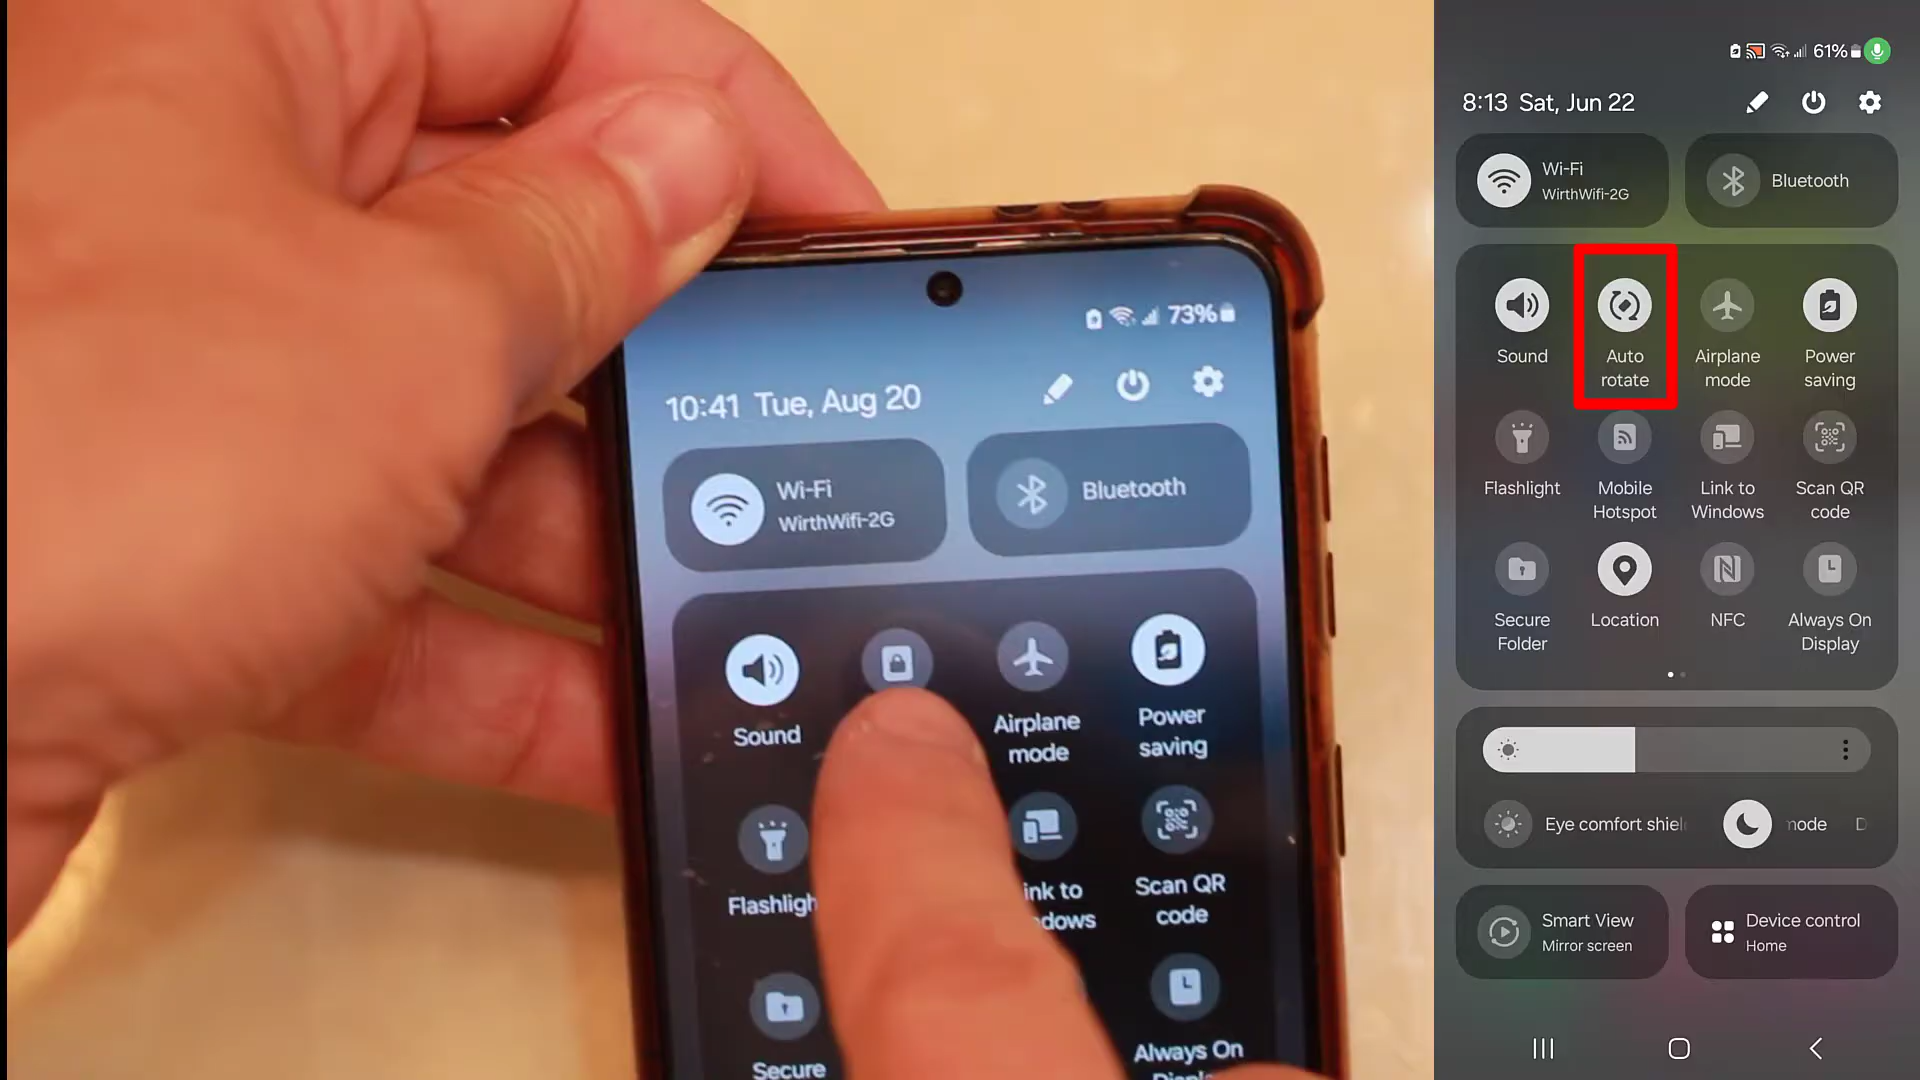 73%
10:41 Tue, Aug 20
Wi-Fi
WirthWifi-2G
Bluetooth
Sound
Airplane
mode
Power
saving
Flashligh
ink to
dows
Scan QR
code
Secure
Always On
61%
8:13 Sat, Jun 22
Wi-Fi
WirthWifi-2G
Bluetooth
Sound
Auto
rotate
Airplane
mode
Power
saving
Flashlight
Mobile
Hotspot
Link to
Windows
Scan QR
code
Secure
Folder
Location
NFC
Always On
Display
Eye comfort shiel
mode
D
Smart View
Mirror screen
Device control
Home